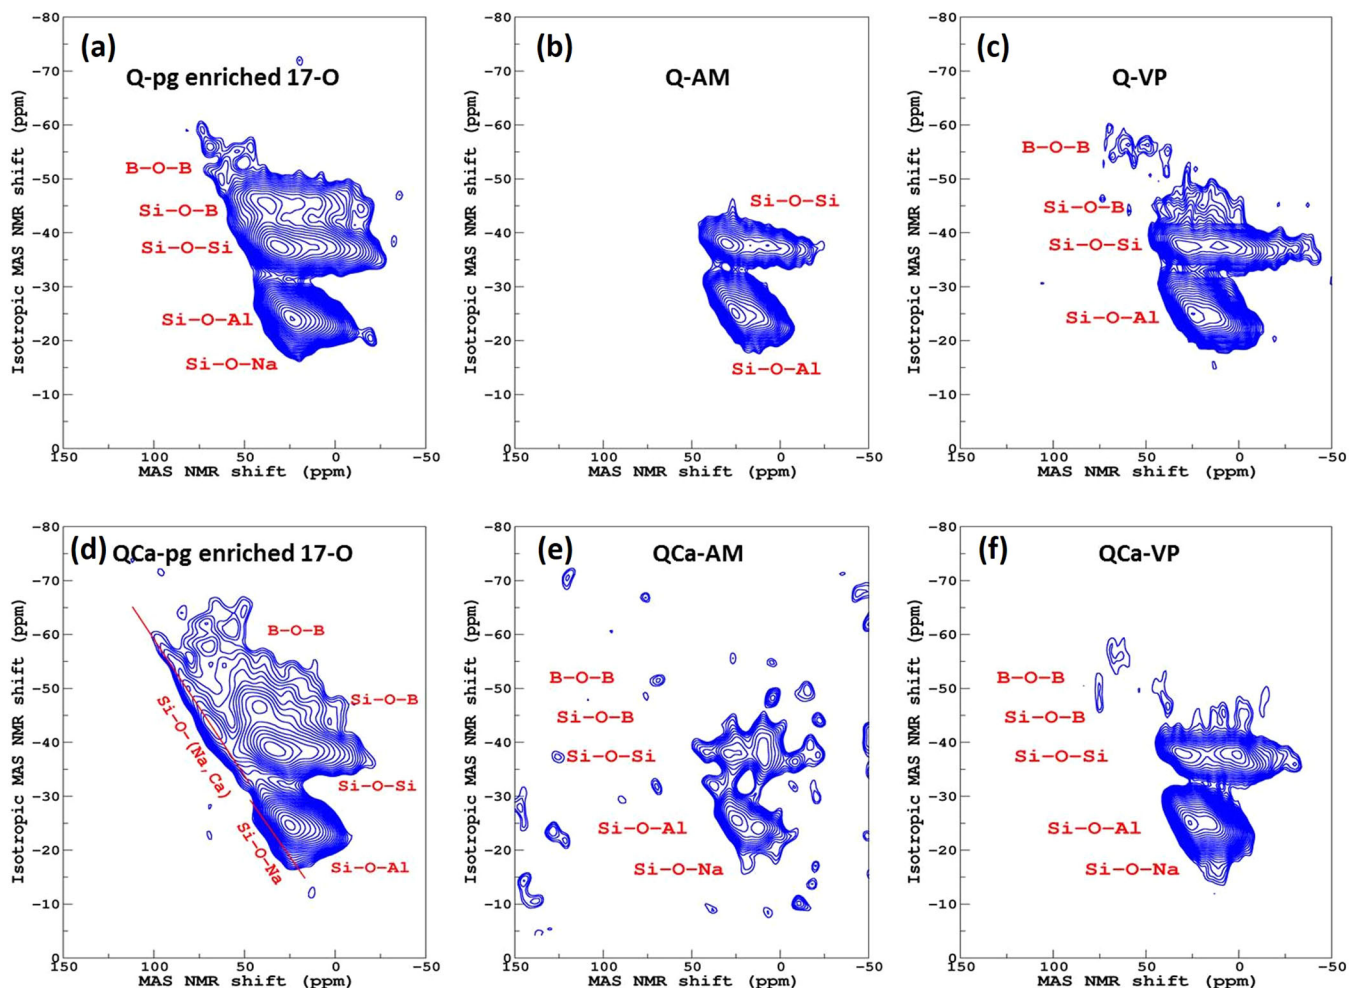 (a)
Q-pg enriched 17-O
B-O-B
Si-O-B
Si-O-Si
Si-O-Al
Si-O-Na
Isotropic MAS NMR shift (ppm)
-80
-70
-60
-50
-40
-30
-20
-10
0
150
100
50
0
-50
MAS NMR shift (ppm)
(b)
Q-AM
Si-O-Si
Si-O-Al
Isotropic MAS NMR shift (ppm)
-80
-70
-60
-50
-40
-30
-20
-10
0
150
100
50
0
-50
MAS NMR shift (ppm)
(c)
Q-VP
B-O-B
Si-O-B
Si-O-Si
Si-O-Al
Isotropic MAS NMR shift (ppm)
-80
-70
-60
-50
-40
-30
-20
-10
0
150
100
50
0
-50
MAS NMR shift (ppm)
(d)
QCa-pg enriched 17-O
B-O-B
Si-O-B
Si-O-(Na,Ca)
Si-O-Si
Si-O-Na
Si-O-Al
Isotropic MAS NMR shift (ppm)
-80
-70
-60
-50
-40
-30
-20
-10
0
150
100
50
0
-50
MAS NMR shift (ppm)
(e)
QCa-AM
B-O-B
Si-O-B
Si-O-Si
Si-O-Al
Si-O-Na
Isotropic MAS NMR shift (ppm)
-80
-70
-60
-50
-40
-30
-20
-10
0
150
100
50
0
-50
MAS NMR shift (ppm)
(f)
QCa-VP
B-O-B
Si-O-B
Si-O-Si
Si-O-Al
Si-O-Na
Isotropic MAS NMR shift (ppm)
-80
-70
-60
-50
-40
-30
-20
-10
0
150
100
50
0
-50
MAS NMR shift (ppm)